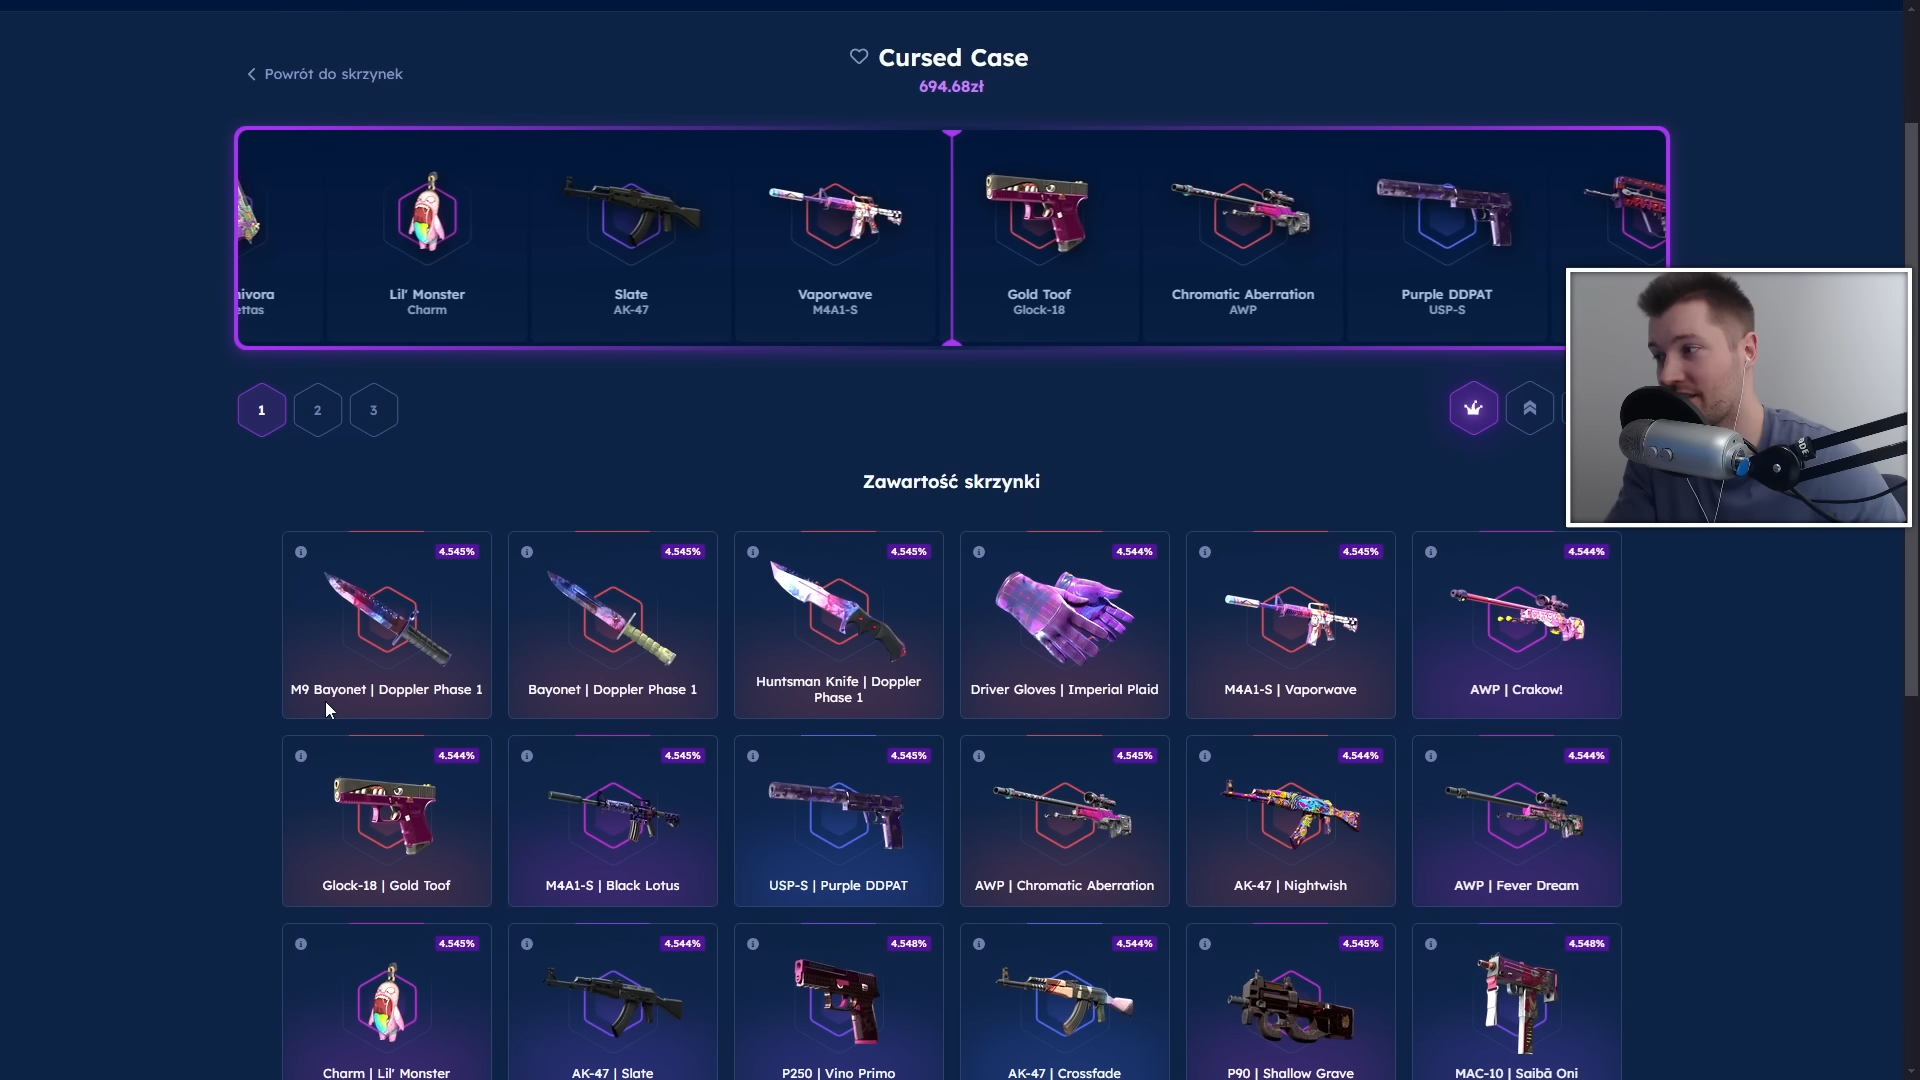 Cursed Case
Powrót do skrzynek
694.68zł
nivora
ettas
Lil' Monster
Charm
Slate
AK-47
Vaporwave
M4A1-S
Gold Toof
Glock-18
Chromatic Aberration
AWP
Purple DDPAT
USP-S
1
2
3
Zawartość skrzynki
4.545%
4.545%
4.545%
4.544%
4.545%
4.544%
M9 Bayonet | Doppler Phase 1
Bayonet | Doppler Phase 1
Huntsman Knife | Doppler
Phase 1
Driver Gloves | Imperial Plaid
M4A1-S | Vaporwave
AWP | Crakow!
4.544%
4.545%
4.545%
4.545%
4.544%
4.544%
Glock-18 | Gold Toof
M4A1-S | Black Lotus
USP-S | Purple DDPAT
AWP | Chromatic Aberration
AK-47 | Nightwish
AWP | Fever Dream
4.545%
4.544%
4.548%
4.544%
4.545%
4.548%
Charm | Lil' Monster
AK-47 | Slate
P250 | Vino Primo
AK-47 | Crossfade
P90 | Shallow Grave
MAC-10 | Saibā Oni